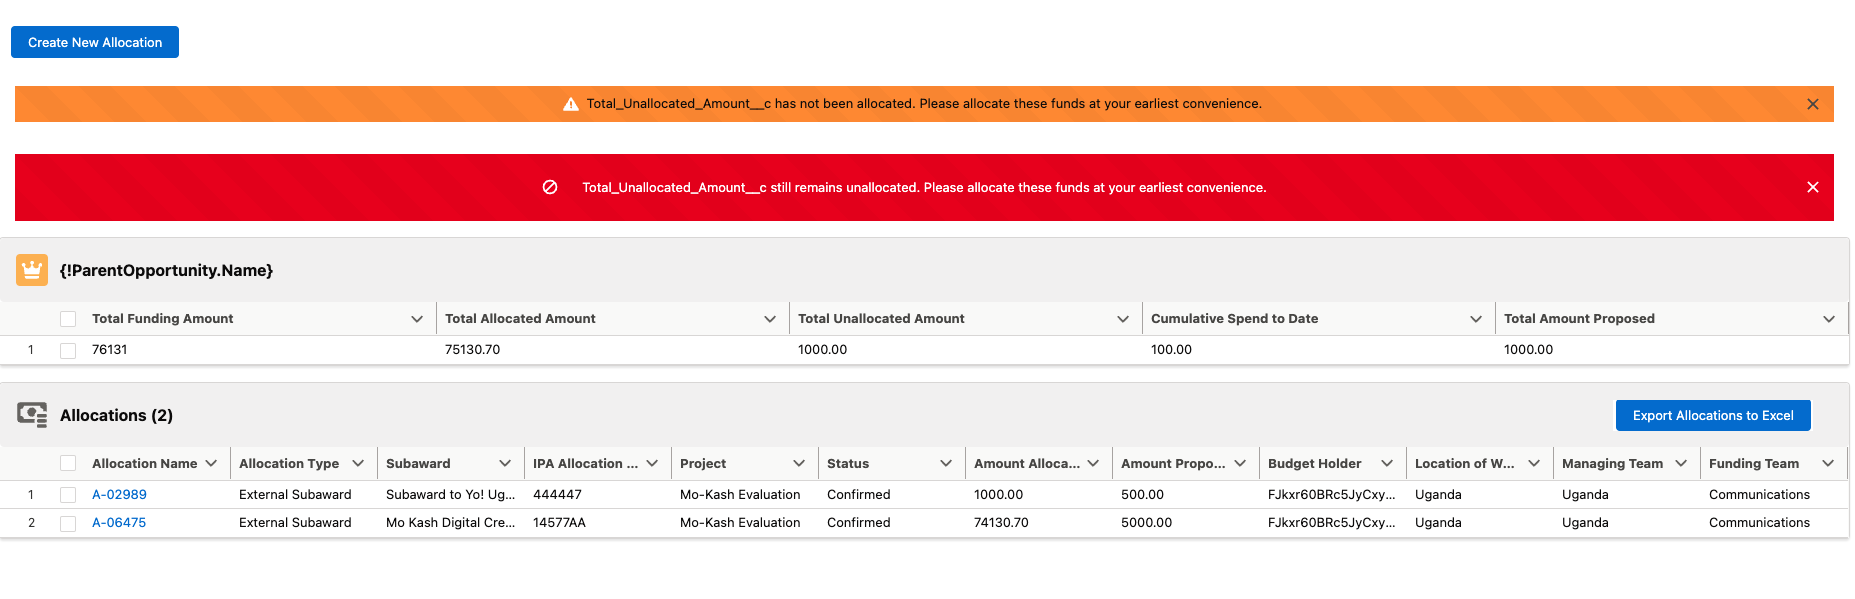 Create New Allocation
Total_Unallocated_Amount__c has not been allocated. Please allocate these funds at your earliest convenience.
Total_Unallocated_Amount__c still remains unallocated. Please allocate these funds at your earliest convenience.
{!ParentOpportunity.Name}
Total Funding Amount Total Allocated Amount Total Unallocated Amount Cumulative Spend to Date Total Amount Proposed
1 76131 75130.70 1000.00 100.00 1000.00
Allocations (2) Export Allocations to Excel
Allocation Name Allocation Type Subaward IPA Allocation ... Project Status Amount Alloca... Amount Propo... Budget Holder Location of W... Managing Team Funding Team
1 A-02989 External Subaward Subaward to Yo! Ug... 444447 Mo-Kash Evaluation Confirmed 1000.00 500.00 FJkxr60BRc5JyCxy... Uganda Uganda Communications
2 A-06475 External Subaward Mo Kash Digital Cre... 14577AA Mo-Kash Evaluation Confirmed 74130.70 5000.00 FJkxr60BRc5JyCxy... Uganda Uganda Communications